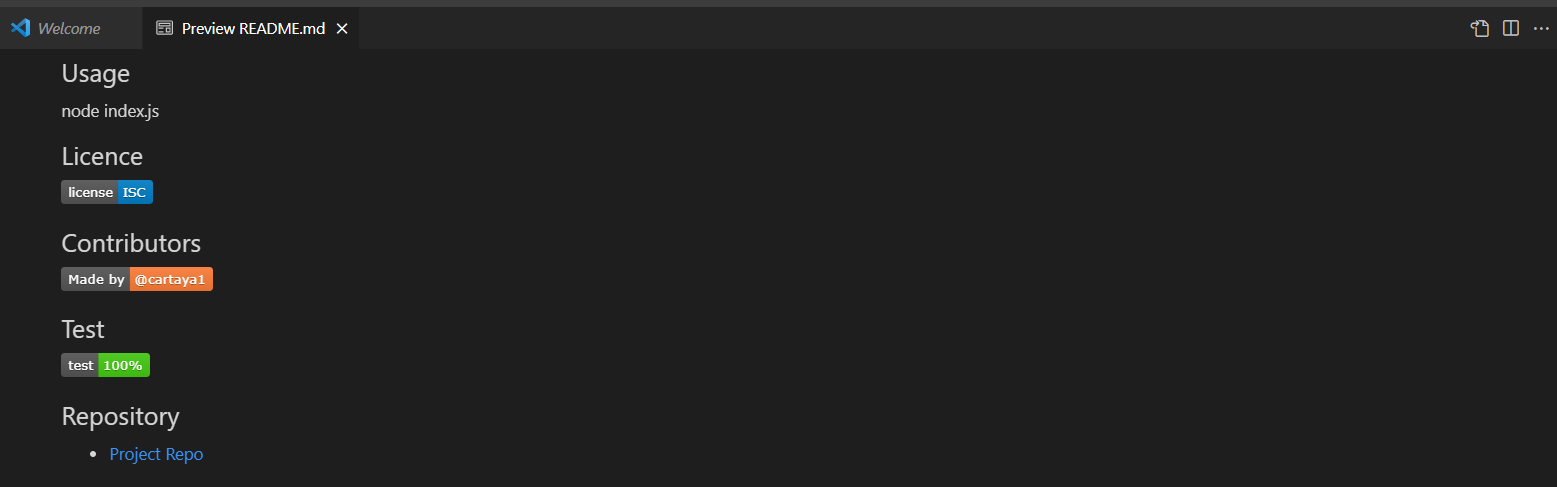 Welcome
Preview README.md
Usage
node index.js
Licence
license ISC
Contributors
Made by @cartaya1
Test
test 100%
Repository
Project Repo